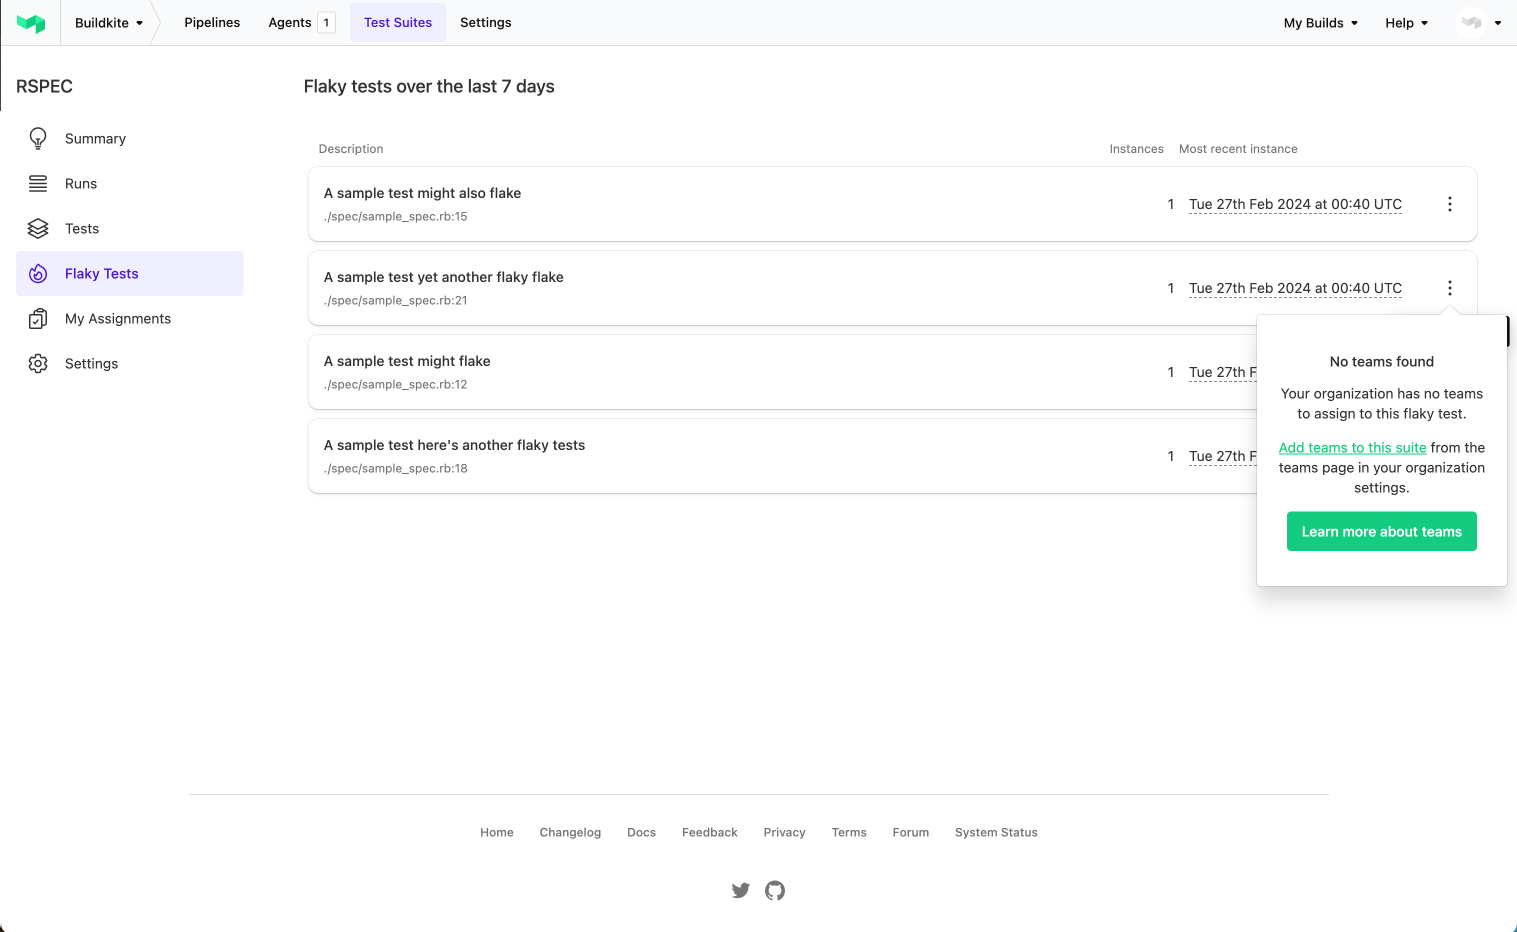 Buildkite
Pipelines
Agents 1
Test Suites
Settings
My Builds
Help
RSPEC
Summary
Runs
Tests
Flaky Tests
My Assignments
Settings
Flaky tests over the last 7 days
Description Instances Most recent instance
A sample test might also flake
./spec/sample_spec.rb:15
1 Tue 27th Feb 2024 at 00:40 UTC
A sample test yet another flaky flake
./spec/sample_spec.rb:21
1 Tue 27th Feb 2024 at 00:40 UTC
A sample test might flake
./spec/sample_spec.rb:12
1 Tue 27th F
A sample test here's another flaky tests
./spec/sample_spec.rb:18
1 Tue 27th F
No teams found
Your organization has no teams
to assign to this flaky test.
Add teams to this suite from the
teams page in your organization
settings.
Learn more about teams
Home Changelog Docs Feedback Privacy Terms Forum System Status